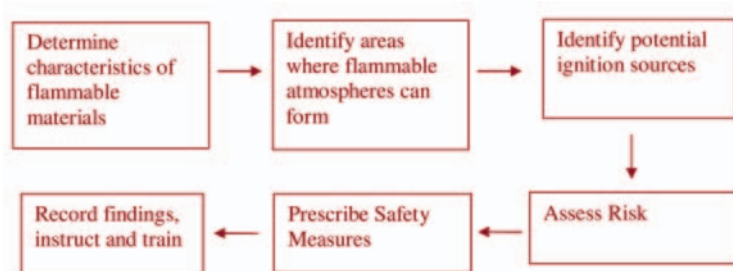 Determine
characteristics of
flammable
materials
Identify areas
where flammable
atmospheres can
form
Identify potential
ignition sources
Assess Risk
Prescribe Safety
Measures
Record findings,
instruct and train